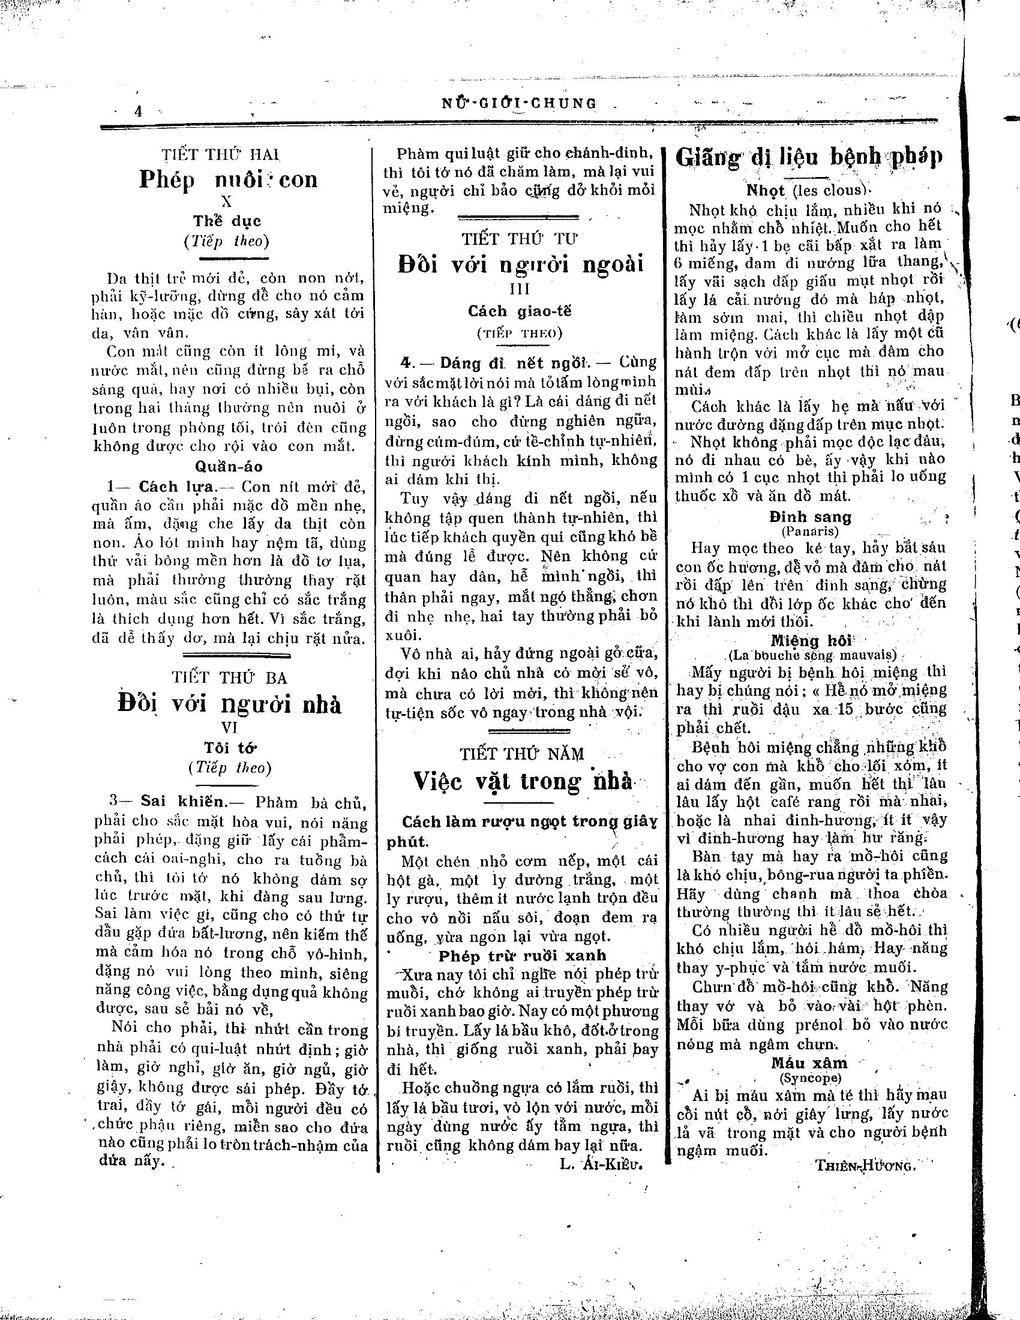 4
NỮ-GIỚI-CHUNG
TIẾT THỨ HAI
Phép nuôi con
X
Thể dục
(Tiếp theo)
Da thịt trẻ mới đẻ, còn non nớt,
phải kỹ-lưỡng, đừng để cho nó cảm
hàn, hoặc mặc đồ cứng, sây xát tới
da, vân vân.
Con mắt cũng còn ít lông mí, và
nước mắt, nên cũng đừng bế ra chỗ
sáng quá, hay nơi có nhiều bụi, còn
trong hai tháng thường nên nuôi ở
luôn trong phòng tối, trói đèn cũng
không được cho rội vào con mắt.
Quần-áo
1— Cách lựa.— Con nít mới đẻ,
quần áo cần phải mặc đồ mền nhẹ,
mà ấm, đặng che lấy da thịt còn
non. Áo lót mình hay nệm tã, dùng
thứ vải bông mền hơn là đồ tơ lụa,
mà phải thường thường thay rặt
luôn, màu sắc cũng chỉ có sắc trắng
là thích dụng hơn hết. Vì sắc trắng,
đã dễ thấy dơ, mà lại chịu rặt nữa.
TIẾT THỨ BA
Đối với người nhà
VI
Tôi tớ
(Tiếp theo)
3— Sai khiến.— Phàm bà chủ,
phải cho sắc mặt hòa vui, nói năng
phải phép, đặng giữ lấy cái phẩm-
cách cái oai-nghi, cho ra tuồng bà
chủ, thì tôi tớ nó không dám sợ
lúc trước mặt, khi dàng sau lưng.
Sai làm việc gì, cũng cho có thứ tự
dầu gặp đứa bất-lương, nên kiếm thế
mà cảm hóa nó trong chỗ vô-hình,
đặng nó vui lòng theo mình, siêng
năng công việc, bằng dụng quả không
được, sau sẻ bải nó về,
Nói cho phải, thì nhứt cần trong
nhà phải có qui-luật nhứt định; giờ
làm, giờ nghỉ, giờ ăn, giờ ngủ, giờ
giậy, không được sái phép. Đầy tớ
trai, đầy tớ gái, mỗi người đều có
chức phận riêng, miễn sao cho đứa
nào cũng phải lo tròn trách-nhậm của
đứa nấy.
Phàm qui luật giữ cho chánh-đính,
thì tôi tớ nó đã chăm làm, mà lại vui
vẻ, người chỉ bảo cũng dở khỏi mỏi
miệng.
TIẾT THỨ TƯ
Đối với người ngoài
III
Cách giao-tế
(TIẾP THEO)
4.— Dáng đi nết ngồi.— Cùng
với sắc mặt lời nói mà tỏ tấm lòng mình
ra với khách là gì? Là cái dáng đi nết
ngồi, sao cho đừng nghiên ngữa,
đừng cúm-đúm, cứ tề-chỉnh tự-nhiên,
thì người khách kính mình, không
ai dám khi thị.
Tuy vậy dáng đi nết ngồi, nếu
không tập quen thành tự-nhiên, thì
lúc tiếp khách quyền quí cũng khó bề
mà đúng lễ được. Nên không cứ
quan hay dân, hễ mình ngồi, thì
thân phải ngay, mắt ngó thẳng, chơn
đi nhẹ nhẹ, hai tay thường phải bỏ
xuôi.
Vô nhà ai, hảy đứng ngoài gỏ cữa,
đợi khi nào chủ nhà có mời sẽ vô,
mà chưa có lời mời, thì không nên
tự-tiện sốc vô ngay trong nhà vội.
TIẾT THỨ NĂM
Việc vặt trong nhà
Cách làm rượu ngọt trong giây
phút.
Một chén nhỏ cơm nếp, một cái
hột gà, một ly đường trắng, một
ly rượu, thêm ít nước lạnh trộn đều
cho vô nồi nấu sôi, đoạn đem ra
uống, vừa ngon lại vừa ngọt.
Phép trừ ruồi xanh
Xưa nay tôi chỉ nghe nói phép trừ
muỗi, chớ không ai truyền phép trừ
ruồi xanh bao giờ. Nay có một phương
bí truyền. Lấy lá bầu khô, đốt ở trong
nhà, thì giống ruồi xanh, phải bay
đi hết.
Hoặc chuồng ngựa có lắm ruồi, thì
lấy lá bầu tươi, vò lộn với nước, mỗi
ngày dùng nước ấy tắm ngựa, thì
ruồi cũng không dám bay lại nữa.
L. ÁI-KIỀU.
Giãng dị liệu bệnh pháp
Nhọt (les clous)
Nhọt khó chịu lắm, nhiều khi nó
mọc nhằm chổ nhiệt. Muốn cho hết
thì hảy lấy 1 bẹ cãi bấp xắt ra làm
6 miếng, đam đi nướng lữa thang,
lấy vãi sạch dấp giấu mụt nhọt rồi
lấy lá cải nướng đó mà háp nhọt,
làm sớm mai, thì chiều nhọt dập
làm miệng. Cách khác là lấy một cũ
hành trộn với mở cục mà đâm cho
nát đem đấp trên nhọt thì nó mau
mùi.
Cách khác là lấy hẹ mà nấu với
nước đường đặng đấp trên mục nhọt.
Nhọt không phải mọc độc lạc đâu,
nó đi nhau có bè, ấy vậy khi nào
mình có 1 cục nhọt thì phải lo uống
thuốc xổ và ăn đồ mát.
Đinh sang
(Panaris)
Hay mọc theo ké tay, hảy bắt sáu
con ốc hương, để vỏ mà đâm cho nát
rồi đấp lên trên đinh sang, chừng
nó khô thì đồi lớp ốc khác cho đến
khi lành mới thôi.
Miệng hôi
(La bouche seng mauvais)
Mấy người bị bệnh hôi miệng thì
hay bị chúng nói: « Hễ nó mở miệng
ra thì ruồi đậu xa 15 bước cũng
phải chết.
Bệnh hôi miệng chẳng những khổ
cho vợ con mà khổ cho lối xóm, ít
ai dám đến gần, muốn hết thì lâu
lâu lấy hột café rang rồi mà nhai,
hoặc là nhai đinh-hương, ít ít vậy
vì đinh-hương hay làm hư răng.
Bàn tay mà hay ra mồ-hôi cũng
là khó chịu, bông-rua người ta phiền.
Hãy dùng chanh mà thoa chòa
thường thường thì ít lâu sẻ hết.
Có nhiều người hễ đổ mồ-hôi thì
khó chịu lắm, hôi hám, Hay năng
thay y-phục và tắm nước muối.
Chưn đổ mồ-hôi cũng khổ. Năng
thay vớ và bỏ vào vài hột phèn.
Mỗi bữa dùng prénol bỏ vào nước
nóng mà ngâm chưn.
Máu xâm
(Syncope)
Ai bị máu xâm mà té thì hảy mau
cỡi nút cỗ, nới giây lưng, lấy nước
lả vã trong mặt và cho người bệnh
ngậm muối.
THIÊN-HƯƠNG.